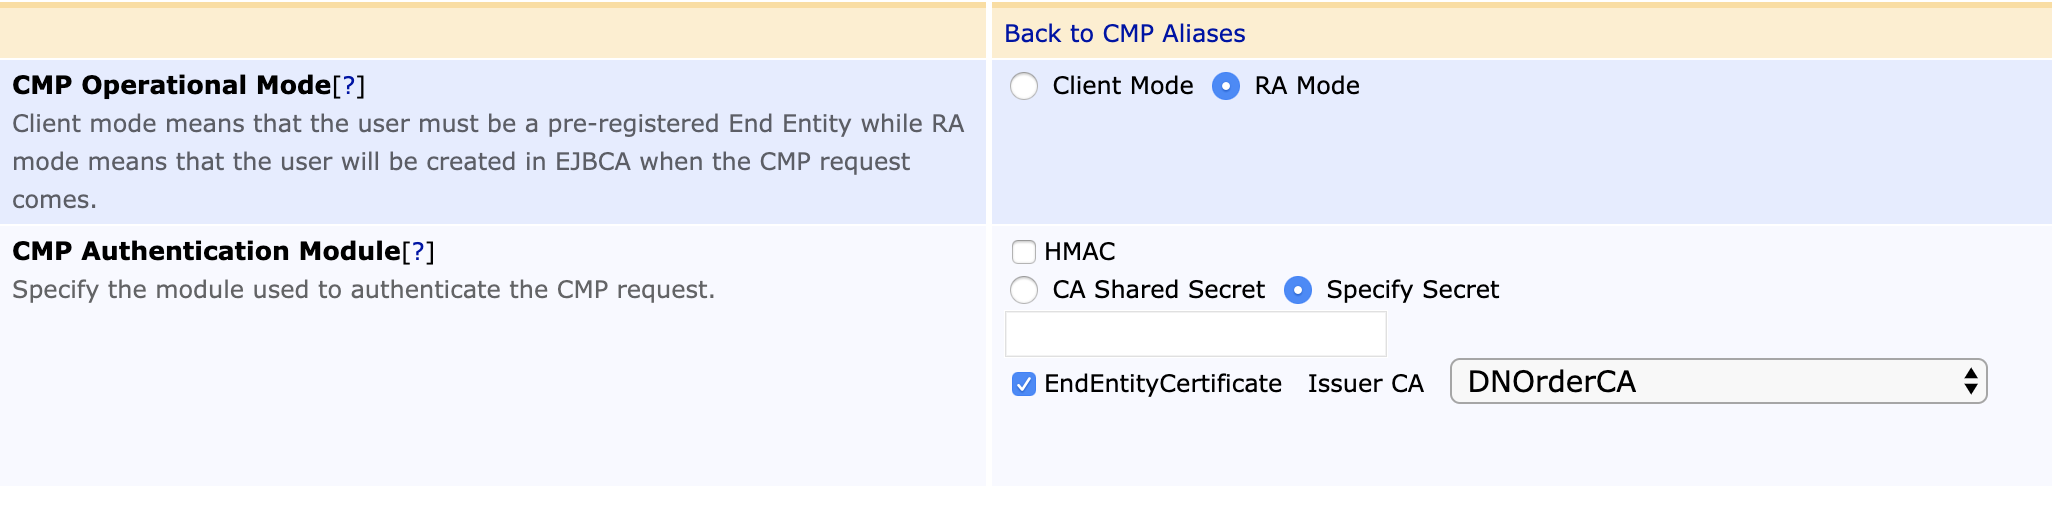 Back to CMP Aliases
CMP Operational Mode[?]
Client mode means that the user must be a pre-registered End Entity while RA
mode means that the user will be created in EJBCA when the CMP request
comes.
Client Mode RA Mode
CMP Authentication Module[?]
Specify the module used to authenticate the CMP request.
HMAC
CA Shared Secret Specify Secret
EndEntityCertificate Issuer CA DNOrderCA